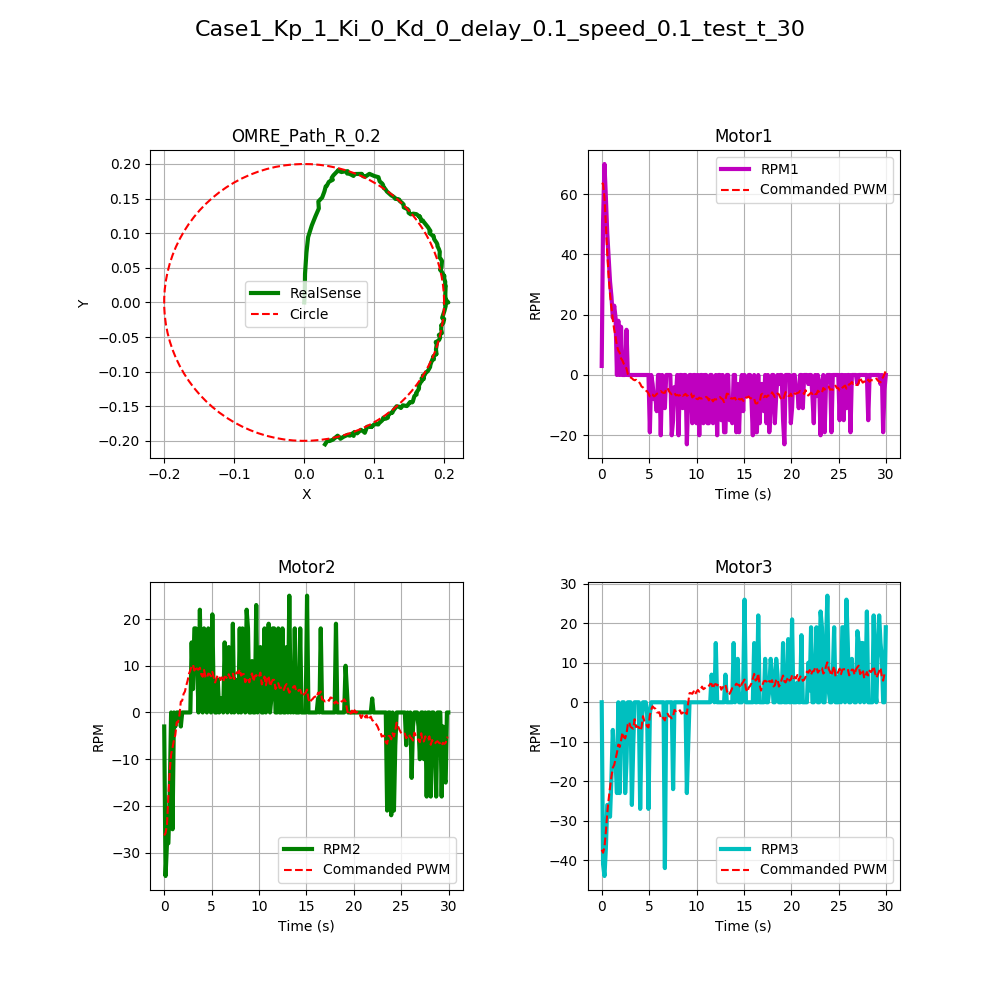 Case1_Kp_1_Ki_0_Kd_0_delay_0.1_speed_0.1_test_t_30
OMRE_Path_R_0.2
0.20
0.15
0.10
0.05
0.00
−0.05
−0.10
−0.15
−0.20
Y
RealSense
Circle
−0.2 −0.1 0.0 0.1 0.2
X
Motor1
RPM1
Commanded PWM
60
40
20
0
−20
RPM
0 5 10 15 20 25 30
Time (s)
Motor2
20
10
0
−10
−20
−30
RPM
RPM2
Commanded PWM
0 5 10 15 20 25 30
Time (s)
Motor3
30
20
10
0
−10
−20
−30
−40
RPM
RPM3
Commanded PWM
0 5 10 15 20 25 30
Time (s)